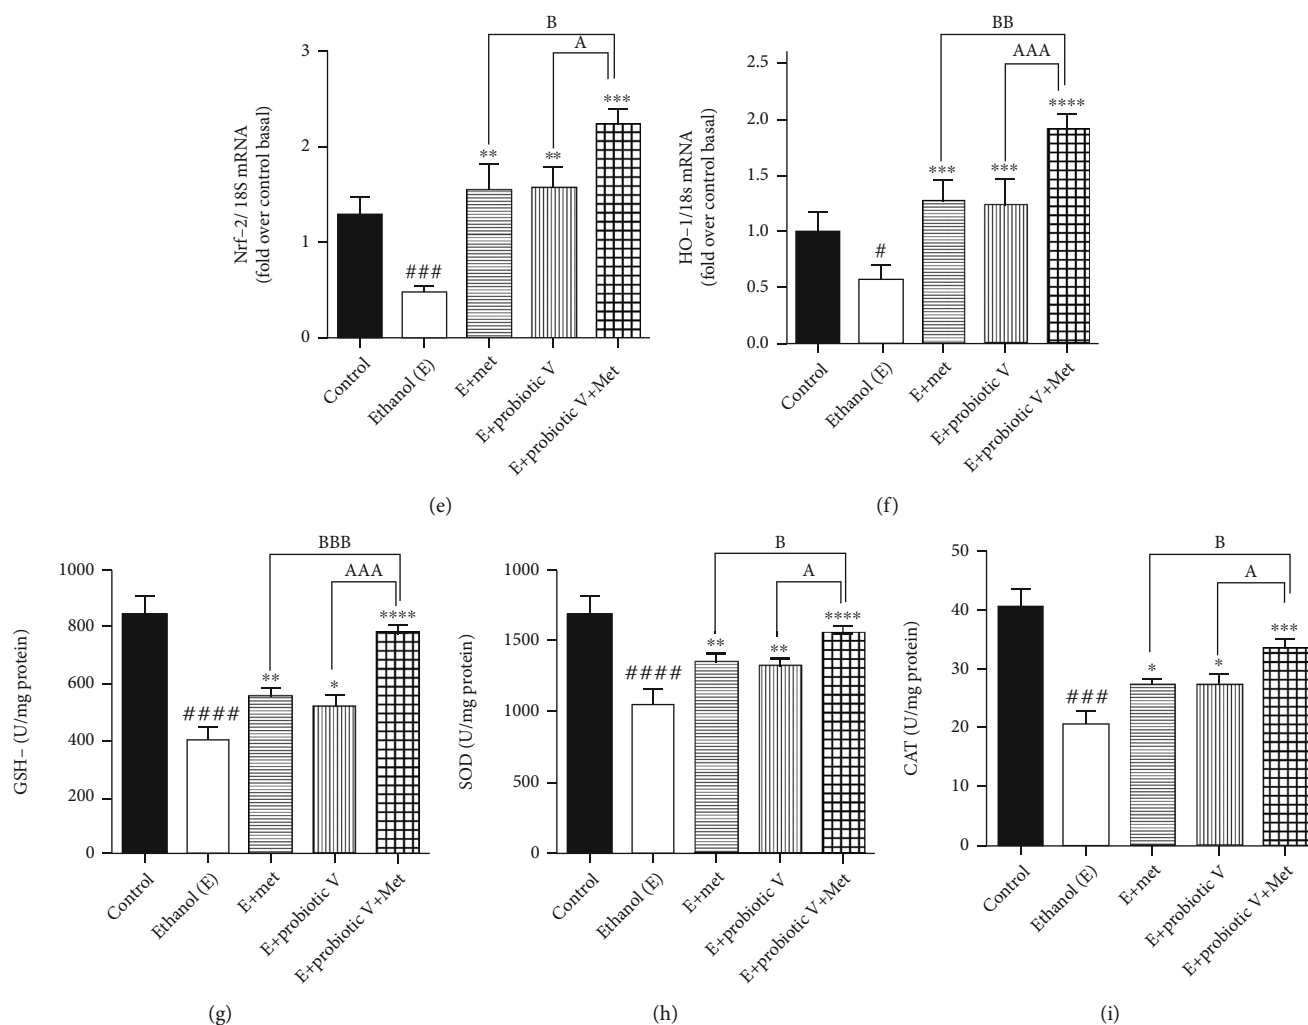 B
A
3
2
1
0
Nrf–2/ 18S mRNA
(fold over control basal)
###
**
**
***
Control
Ethanol (E)
E+met
E+probiotic V
E+probiotic V+Met
(e)
BB
AAA
2.5
2.0
1.5
1.0
0.5
0.0
HO–1/18s mRNA
(fold over control basal)
#
***
***
****
Control
Ethanol (E)
E+met
E+probiotic V
E+probiotic V+Met
(f)
BBB
AAA
1000
800
600
400
200
0
GSH– (U/mg protein)
####
**
*
****
Control
Ethanol (E)
E+met
E+probiotic V
E+probiotic V+Met
(g)
B
A
1000
1500
1000
500
0
SOD (U/mg protein)
####
**
**
****
Control
Ethanol (E)
E+met
E+probiotic V
E+probiotic V+Met
(h)
B
A
50
40
30
20
10
0
CAT (U/mg protein)
###
*
*
***
Control
Ethanol (E)
E+met
E+probiotic V
E+probiotic V+Met
(i)